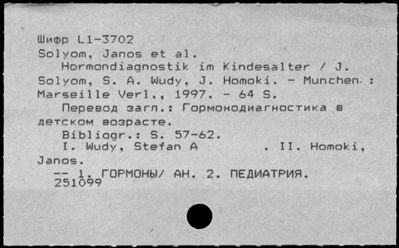 Шифр L1-3702
Solyom, Janos et al.
Hormondiagnostik im Kindesalter / J.
Solyom, S. A. Wudy, J. Homoki. - Munchen :
Marseille Verl., 1997. - 64 S.
Перевод загл.: Гормонодиагностика в
детском возрасте.
Bibliogr.: S. 57-62.
I. Wudy, Stefan A . II. Homoki,
Janos.
-- 1. ГОРМОНЫ/ АН. 2. ПЕДИАТРИЯ.
251099